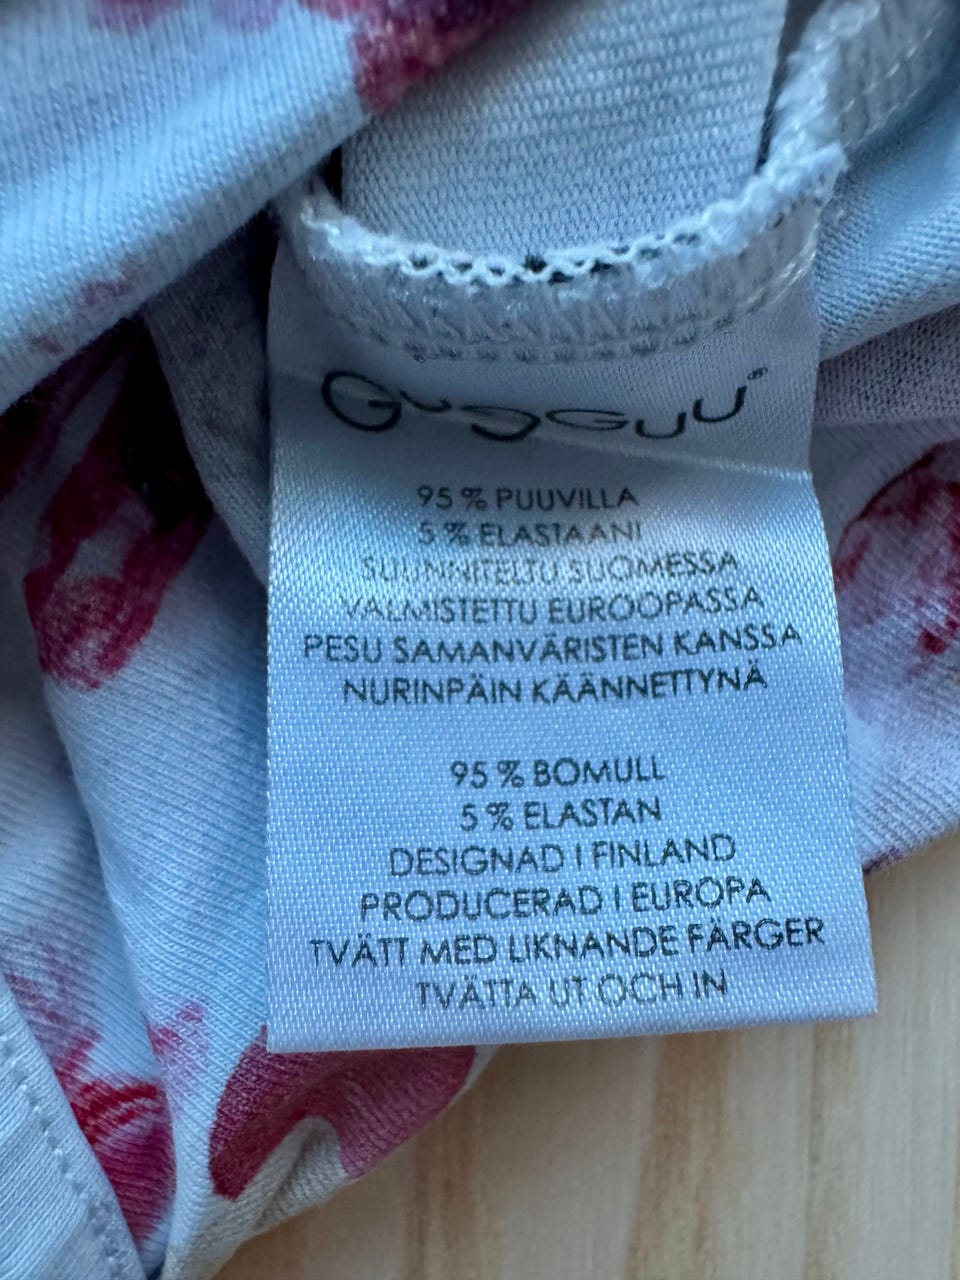 Gugguu®
95 % PUUVILLA
5 % ELASTAANI
SUUNNITELTU SUOMESSA
VALMISTETTU EUROOPASSA
PESU SAMANVÄRISTEN KANSSA
NURINPÄIN KÄÄNNETTYNÄ
95 % BOMULL
5 % ELASTAN
DESIGNAD I FINLAND
PRODUCERAD I EUROPA
TVÄTT MED LIKNANDE FÄRGER
TVÄTTA UT OCH IN